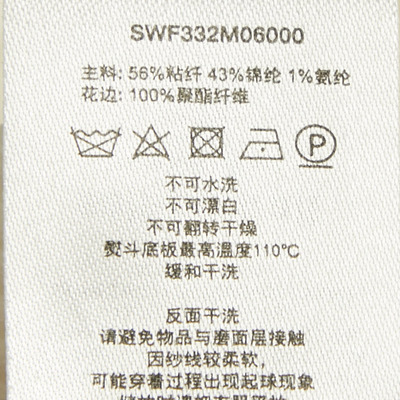 SWF332M06000
主料: 56%粘纤 43%锦纶 1%氨纶
花边: 100%聚酯纤维
P
不可水洗
不可漂白
不可翻转干燥
熨斗底板最高温度110℃
缓和干洗
反面干洗
请避免物品与磨面层接触
因纱线较柔软，
可能穿着过程出现起球现象